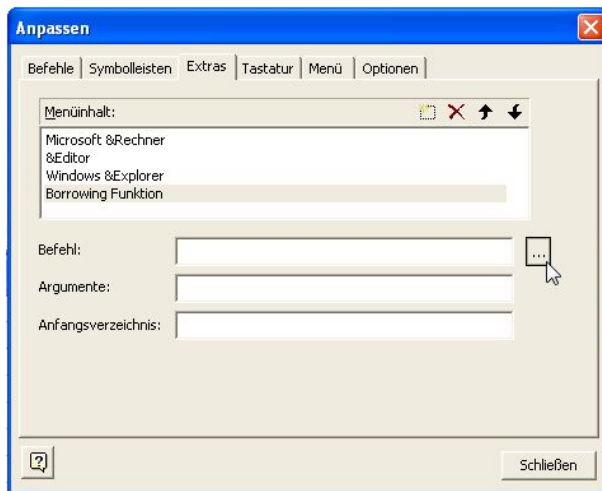 Anpassen
Befehle Symbolleisten Extras Tastatur Menü Optionen
Menüinhalt:
Microsoft &Rechner
&Editor
Windows &Explorer
Borrowing Funktion
Befehl:
...
Argumente:
Anfangsverzeichnis:
?
Schließen